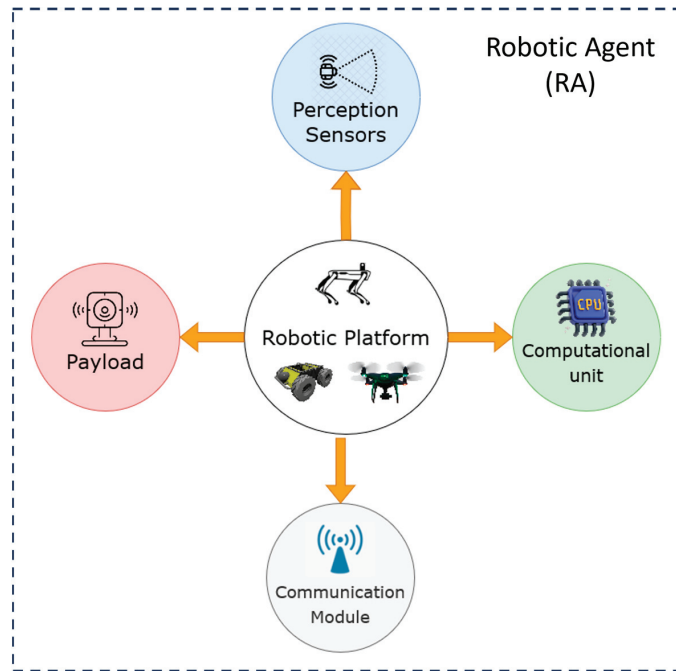 Robotic Agent
(RA)
Perception
Sensors
Robotic Platform
Payload
CPU
Computational
unit
Communication
Module